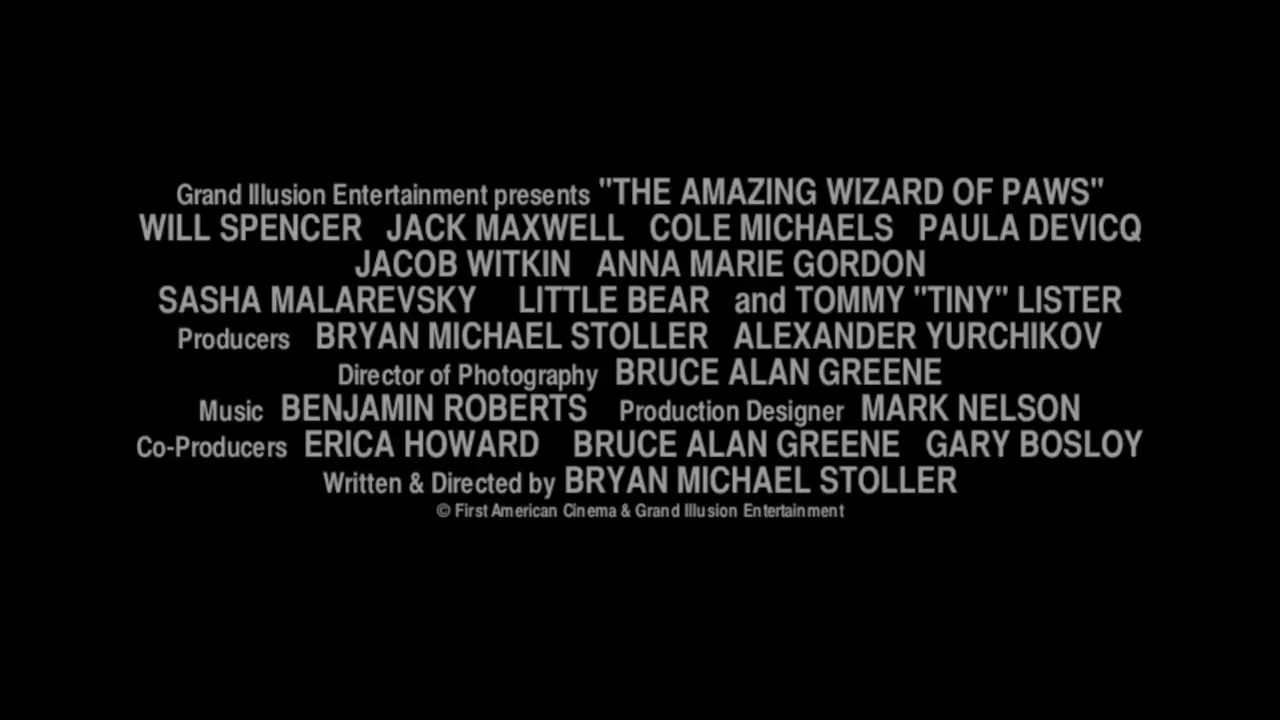 Grand Illusion Entertainment presents "THE AMAZING WIZARD OF PAWS"
WILL SPENCER JACK MAXWELL COLE MICHAELS PAULA DEVICQ
JACOB WITKIN ANNA MARIE GORDON
SASHA MALAREVSKY LITTLE BEAR and TOMMY "TINY" LISTER
Producers BRYAN MICHAEL STOLLER ALEXANDER YURCHIKOV
Director of Photography BRUCE ALAN GREENE
Music BENJAMIN ROBERTS Production Designer MARK NELSON
Co-Producers ERICA HOWARD BRUCE ALAN GREENE GARY BOSLOY
Written & Directed by BRYAN MICHAEL STOLLER
© First American Cinema & Grand Illusion Entertainment